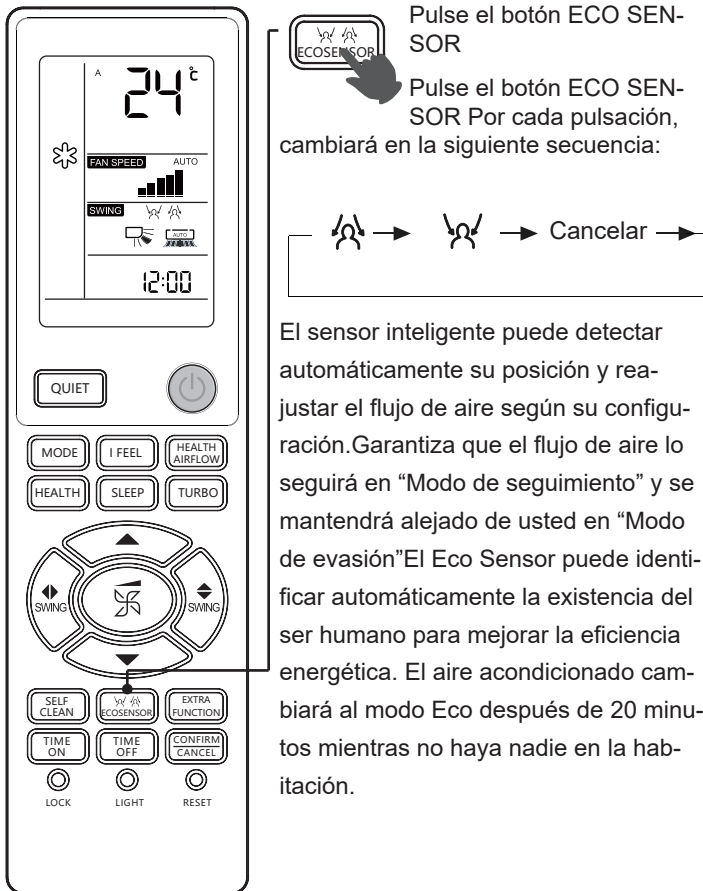 A 24 °c
FAN SPEED AUTO
SWING
AUTO
12:00
QUIET
MODE
I FEEL
HEALTH
AIRFLOW
HEALTH
SLEEP
TURBO
SWING
SWING
SELF
CLEAN
ECOSENSOR
EXTRA
FUNCTION
TIME
ON
TIME
OFF
CONFIRM
CANCEL
LOCK
LIGHT
RESET
ECOSENSOR
Pulse el botón ECO SEN-
SOR
Pulse el botón ECO SEN-
SOR Por cada pulsación,
cambiará en la siguiente secuencia:
Cancelar
El sensor inteligente puede detectar
automáticamente su posición y rea-
justar el flujo de aire según su configu-
ración.Garantiza que el flujo de aire lo
seguirá en “Modo de seguimiento” y se
mantendrá alejado de usted en “Modo
de evasión”El Eco Sensor puede identi-
ficar automáticamente la existencia del
ser humano para mejorar la eficiencia
energética. El aire acondicionado cam-
biará al modo Eco después de 20 minu-
tos mientras no haya nadie en la hab-
itación.